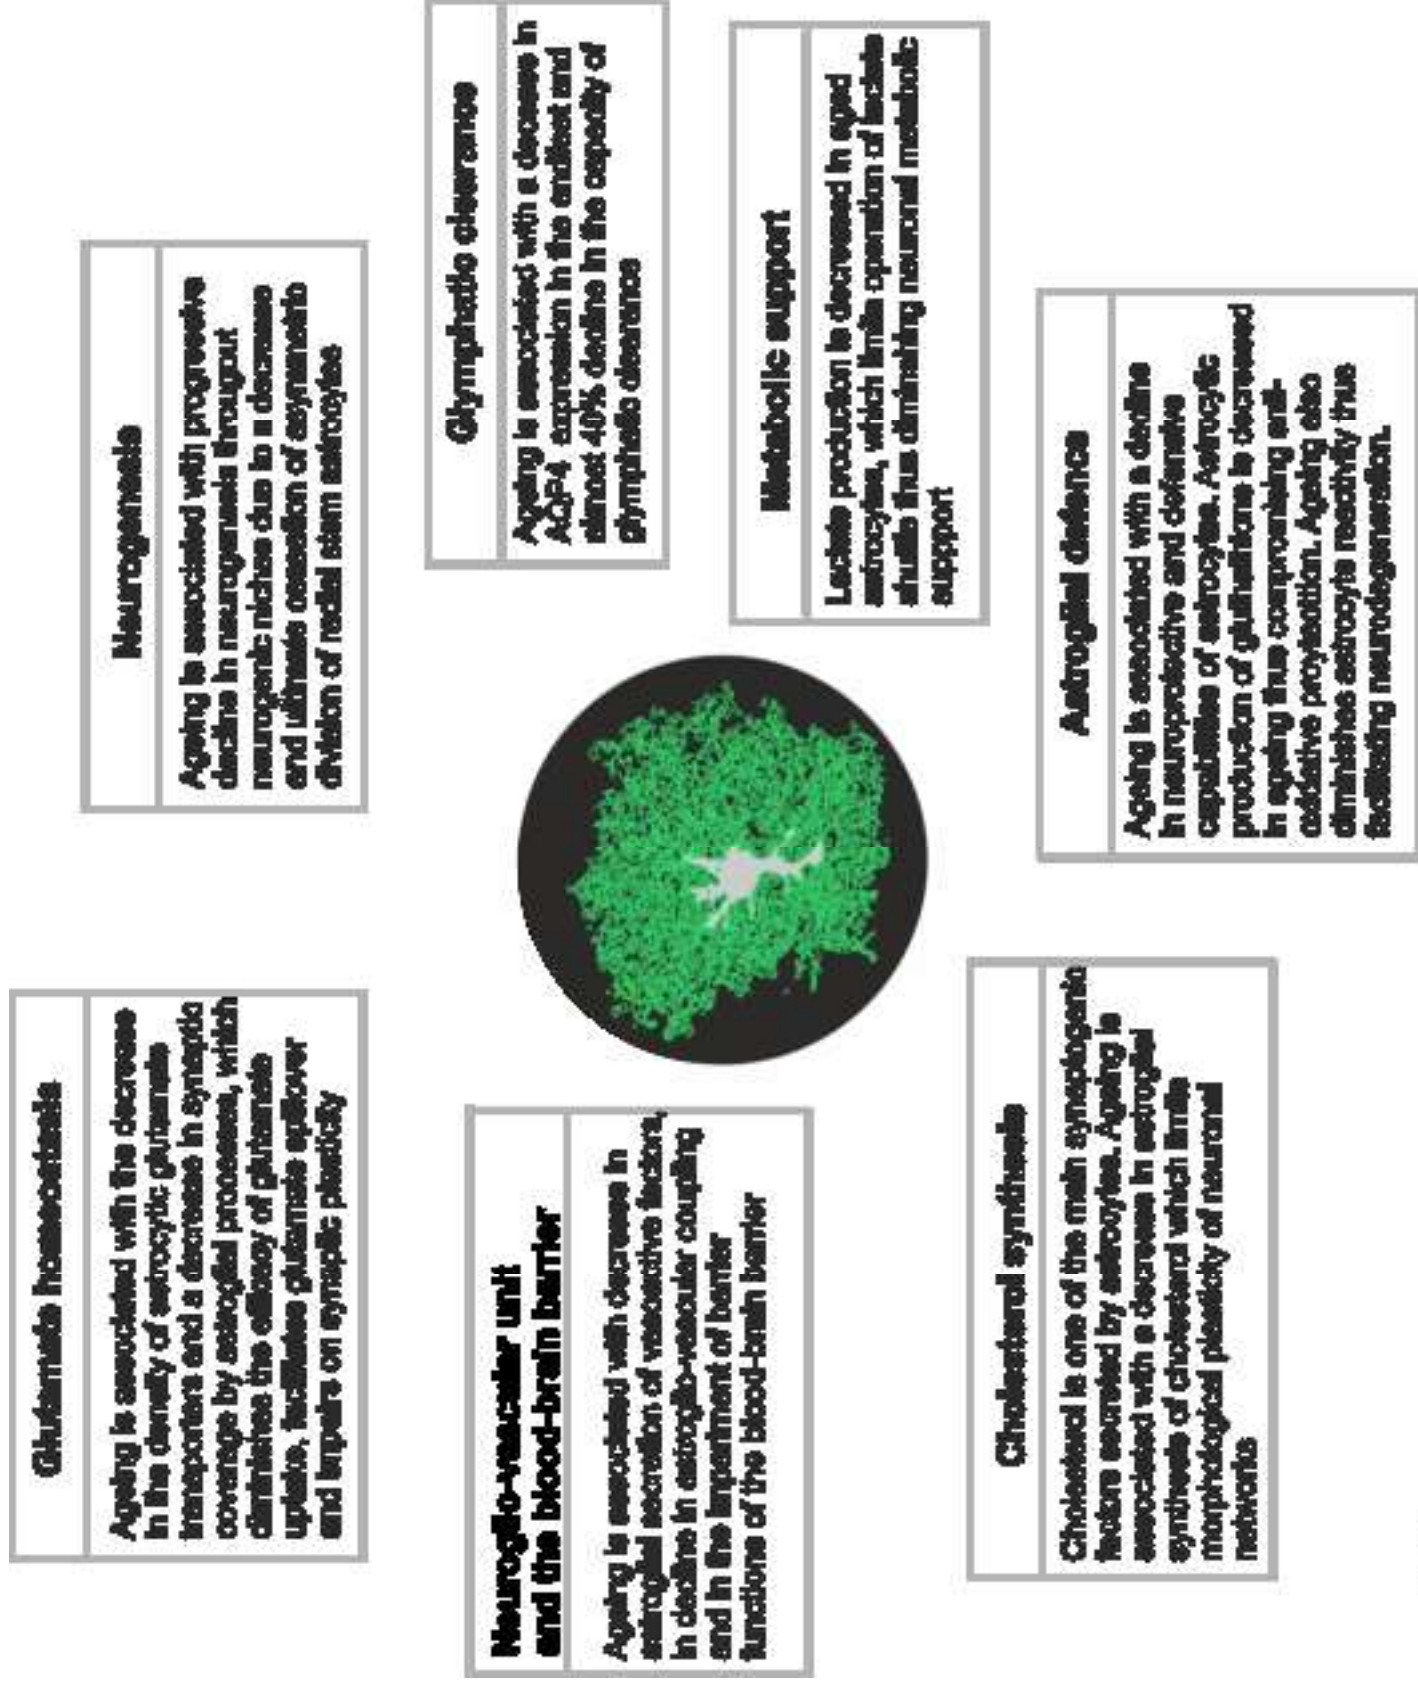 Glutamate homeostasis
Ageing is associated with the decrease
in the density of astrocytic glutamate
transporters and a decrease in synaptic
coverage by astroglial processes, which
diminishes the efficacy of glutamate
uptake, facilitates glutamate spillover
and impairs on synaptic plasticity
Neurogenesis
Ageing is associated with progressive
decline in neurogenesis througout
neurogenic niches due to a decrease
and ultimate cessation of asymmetric
division of radial stem astrocytes
Neuroglio-vascular unit
and the blood-brain barrier
Ageing is associated with decrease in
astroglial secretion of vasoactive factors,
in decline in astroglio-vascular coupling
and in the impairment of barrier
functions of the blood-brain barrier
Glymphatic clearance
Ageing is associated with a decrease in
AQP4 expression in the endfeet and
almost 40% decline in the capacity of
glymphatic clearance
Metabolic support
Lactate production is decreased in aged
astrocytes, which limits operation of lactate
shuttle thus diminishing neuronal metabolic
support
Cholesterol synthesis
Cholesterol is one of the main synaptogenic
factors secreted by astrocytes. Ageing is
associated with a decrease in astroglial
synthesis of cholesterol which limits
morphological plasticity of neuronal
networks
Astroglial defence
Ageing is associated with a decline
in neuroprotective and defensive
capabilities of astrocytes. Astrocytic
production of glutathione is decreased
in ageing thus compromising anti-
oxidative Ageing also
diminishes astrocyte reactivity thus
facilitating neurodegeneration.